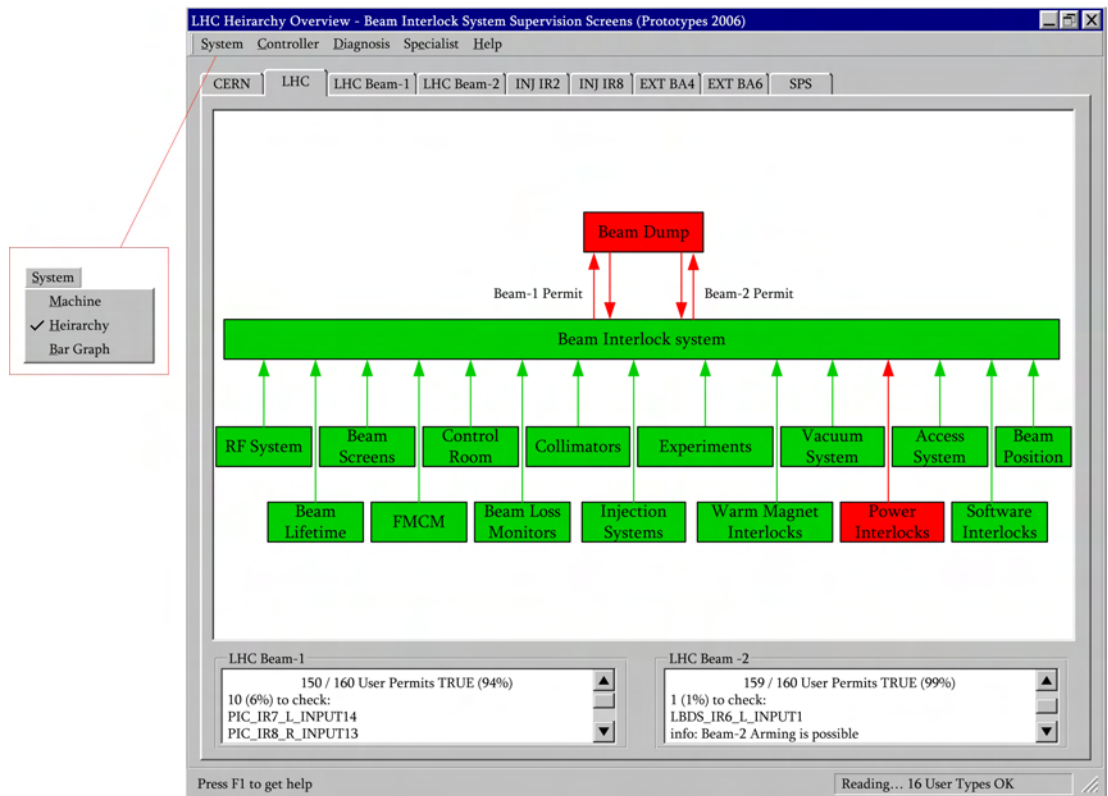 LHC Heirarchy Overview - Beam Interlock System Supervision Screens (Prototypes 2006)
System Controller Diagnosis Specialist Help
CERN LHC LHC Beam-1 LHC Beam-2 INJ IR2 INJ IR8 EXT BA4 EXT BA6 SPS
Beam Dump
Beam-1 Permit Beam-2 Permit
System
Machine
Heirarchy
Bar Graph
Beam Interlock system
RF System
Beam
Screens
Control
Room
Collimators
Experiments
Vacuum
System
Access
System
Beam
Position
Beam
Lifetime
FMCM
Beam Loss
Monitors
Injection
Systems
Warm Magnet
Interlocks
Power
Interlocks
Software
Interlocks
LHC Beam-1
150 / 160 User Permits TRUE (94%)
10 (6%) to check:
PIC_IR7_L_INPUT14
PIC_IR8_R_INPUT13
LHC Beam -2
159 / 160 User Permits TRUE (99%)
1 (1%) to check:
LBDS_IR6_L_INPUT1
info: Beam-2 Arming is possible
Press F1 to get help
Reading... 16 User Types OK